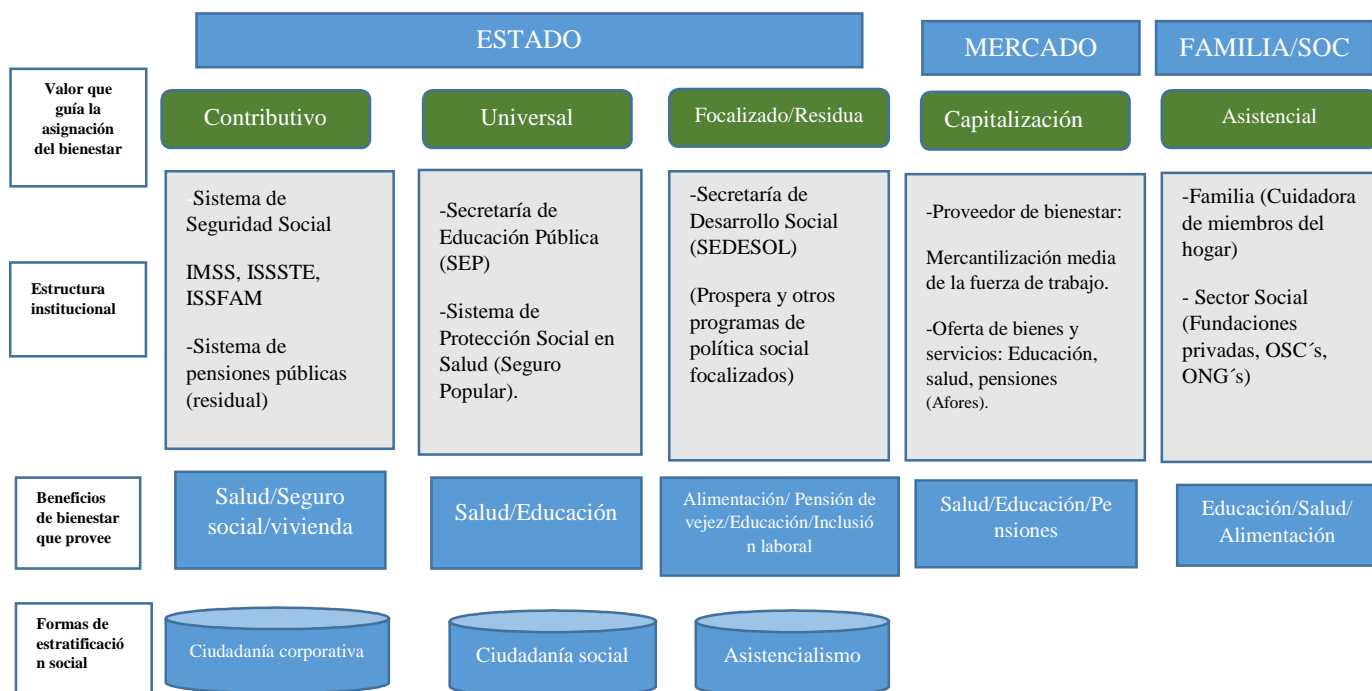 ESTADO
MERCADO
FAMILIA/SOC
Valor que
guía la
asignación
del bienestar
Contributivo
Universal
Focalizado/Residua
Capitalización
Asistencial
Estructura
institucional
-Sistema de
Seguridad Social
IMSS, ISSSTE,
ISSFAM
-Sistema de
pensiones públicas
(residual)
-Secretaría de
Educación Pública
(SEP)
-Sistema de
Protección Social en
Salud (Seguro
Popular).
-Secretaría de
Desarrollo Social
(SEDESOL)
(Prospera y otros
programas de
política social
focalizados)
-Proveedor de bienestar:
Mercantilización media
de la fuerza de trabajo.
-Oferta de bienes y
servicios: Educación,
salud, pensiones
(Afores).
-Familia (Cuidadora
de miembros del
hogar)
- Sector Social
(Fundaciones
privadas, OSC´s,
ONG´s)
Beneficios
de bienestar
que provee
Salud/Seguro
social/vivienda
Salud/Educación
Alimentación/ Pensión de
vejez/Educación/Inclusió
n laboral
Salud/Educación/Pe
nsiones
Educación/Salud/
Alimentación
Formas de
estratificació
n social
Ciudadanía corporativa
Ciudadanía social
Asistencialismo